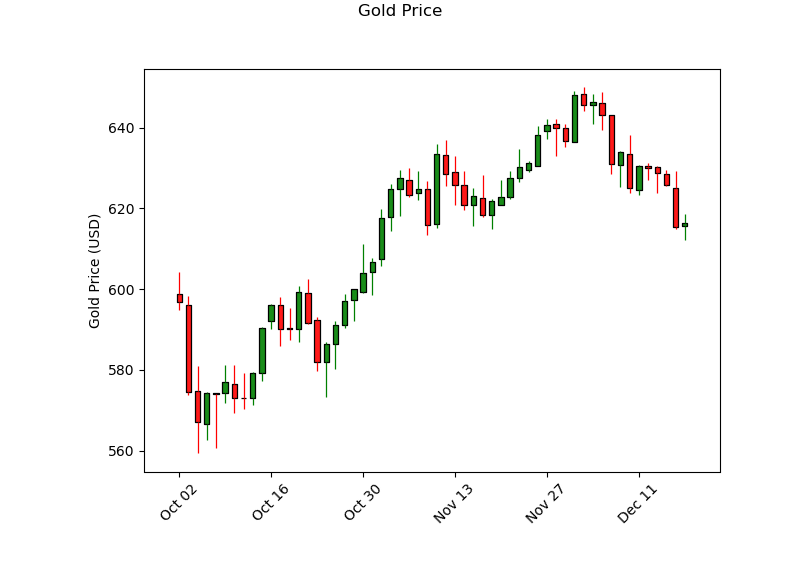 Gold Price
Gold Price (USD)
640
620
600
580
560
Oct 02
Oct 16
Oct 30
Nov 13
Nov 27
Dec 11